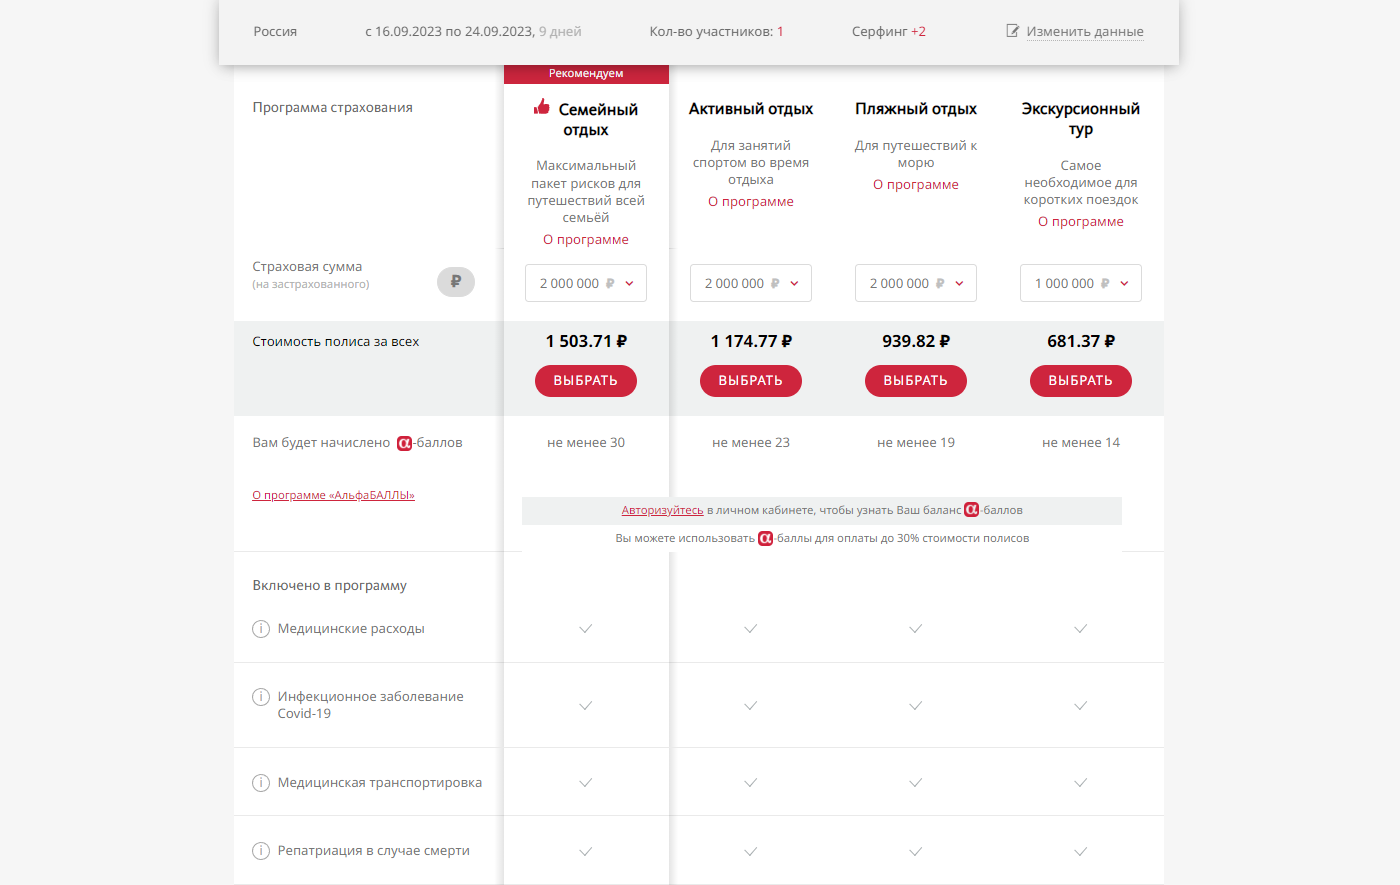 Россия
с 16.09.2023 по 24.09.2023, 9 дней
Кол-во участников: 1
Серфинг +2
Изменить данные
Рекомендуем
Программа страхования
Семейный
отдых
Максимальный
пакет рисков для
путешествий всей
семьёй
О программе
Активный отдых
Для занятий
спортом во время
отдыха
О программе
Пляжный отдых
Для путешествий к
морю
О программе
Экскурсионный
тур
Самое
необходимое для
коротких поездок
О программе
Страховая сумма
(на застрахованного)
₽
2 000 000 ₽
2 000 000 ₽
2 000 000 ₽
1 000 000 ₽
Стоимость полиса за всех
1 503.71 ₽
1 174.77 ₽
939.82 ₽
681.37 ₽
ВЫБРАТЬ
ВЫБРАТЬ
ВЫБРАТЬ
ВЫБРАТЬ
Вам будет начислено α-баллов
не менее 30
не менее 23
не менее 19
не менее 14
О программе «АльфаБАЛЛЫ»
Авторизуйтесь в личном кабинете, чтобы узнать Ваш баланс α-баллов
Вы можете использовать α-баллы для оплаты до 30% стоимости полисов
Включено в программу
Медицинские расходы
Инфекционное заболевание
Covid-19
Медицинская транспортировка
Репатриация в случае смерти